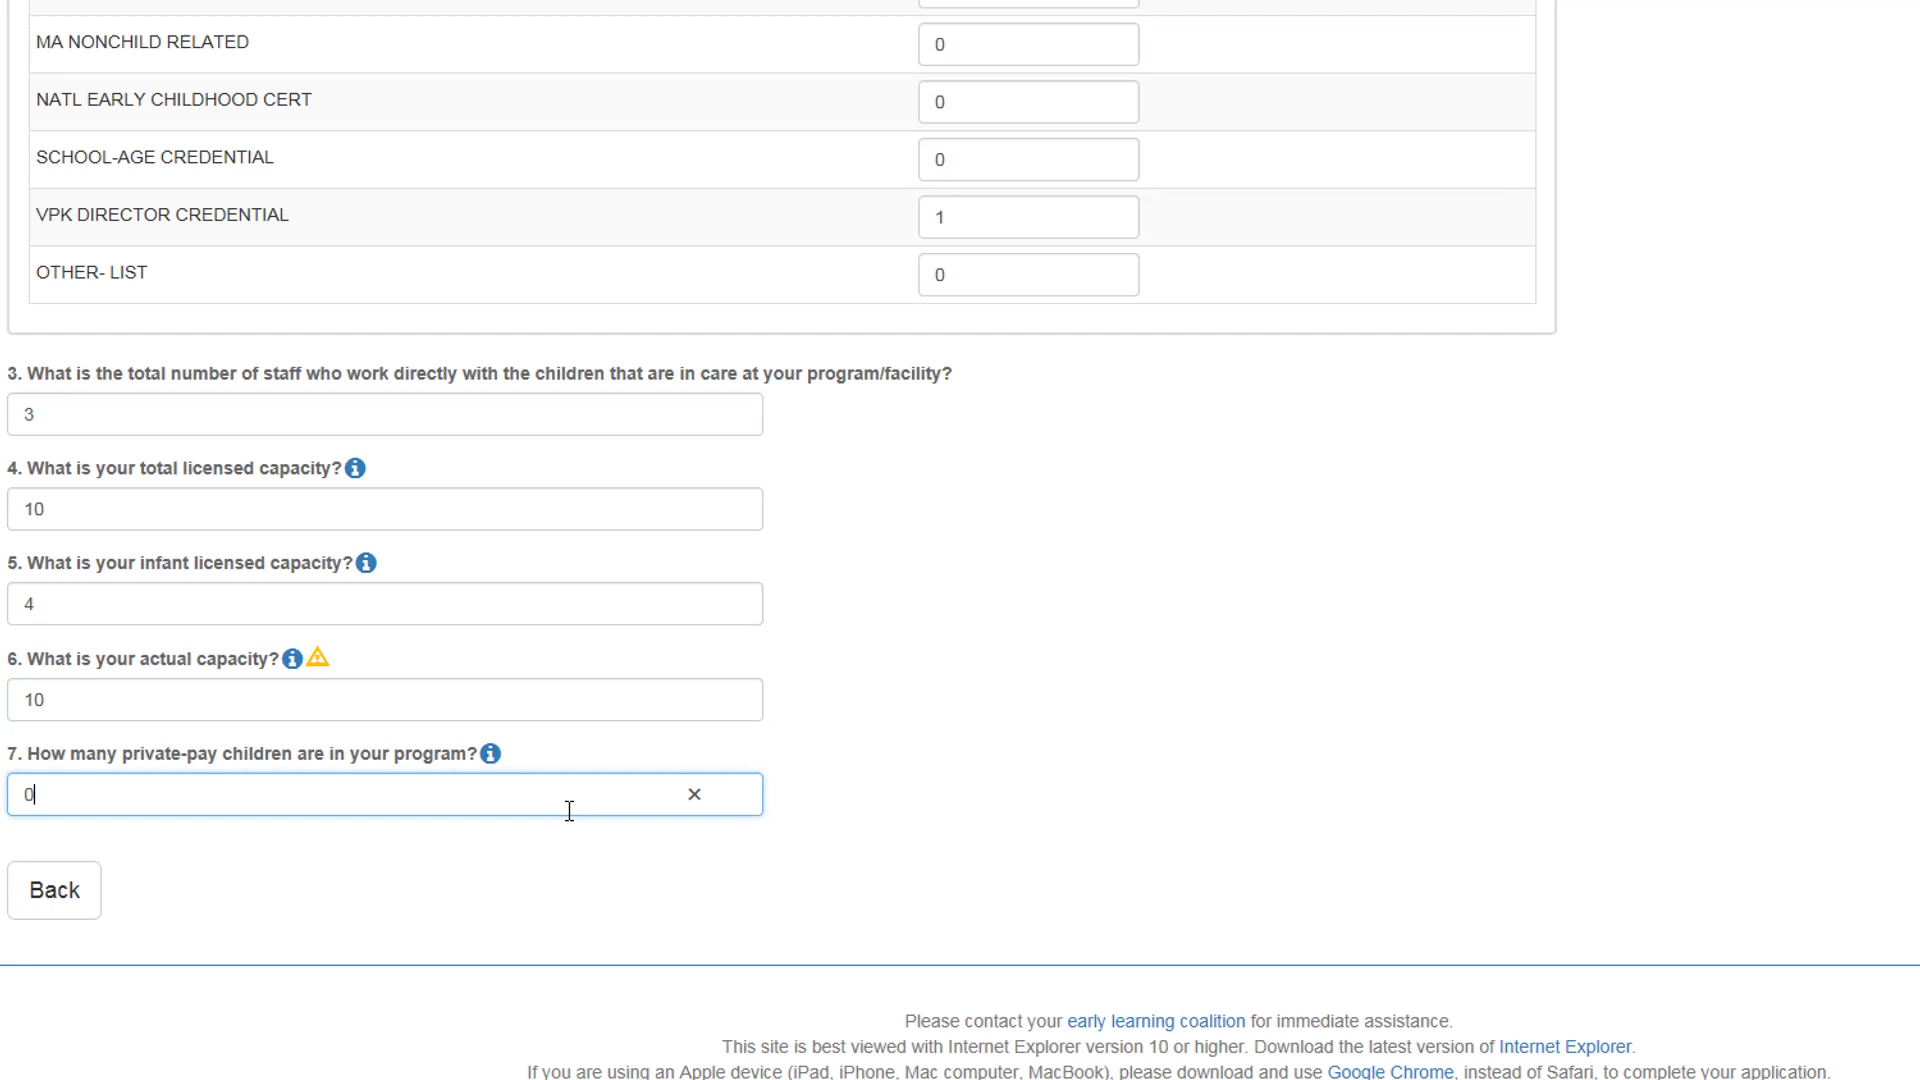 MA NONCHILD RELATED
0
NATL EARLY CHILDHOOD CERT
0
SCHOOL-AGE CREDENTIAL
0
VPK DIRECTOR CREDENTIAL
1
OTHER- LIST
0
3. What is the total number of staff who work directly with the children that are in care at your program/facility?
3
4. What is your total licensed capacity?
10
5. What is your infant licensed capacity?
4
6. What is your actual capacity?
10
7. How many private-pay children are in your program?
0
Back
Please contact your early learning coalition for immediate assistance.
This site is best viewed with Internet Explorer version 10 or higher. Download the latest version of Internet Explorer.
If you are using an Apple device (iPad, iPhone, Mac computer, MacBook), please download and use Google Chrome, instead of Safari, to complete your application.